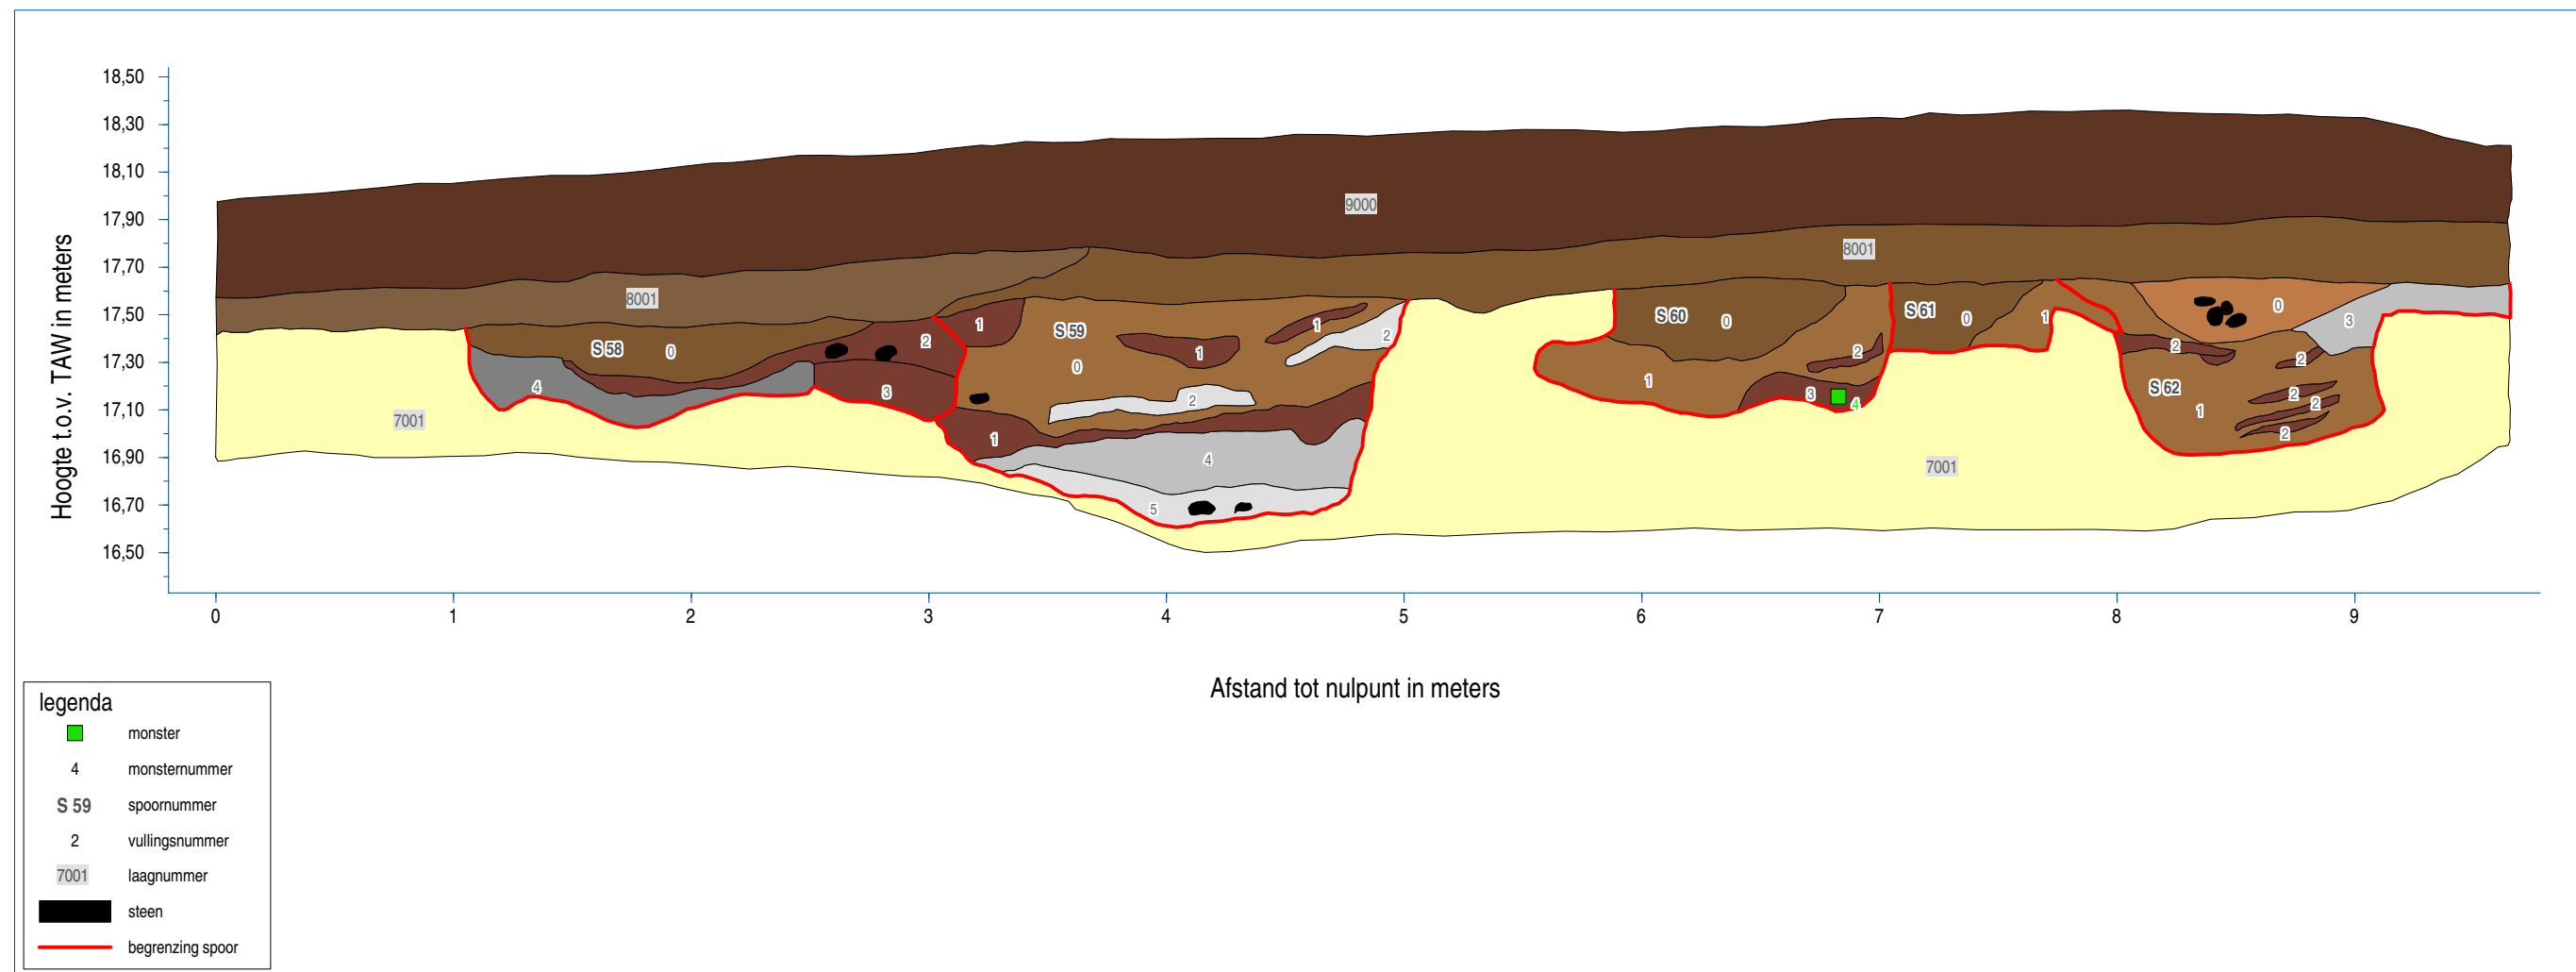 Hoogte t.o.v. TAW in meters
18,50
18,30
18,10
17,90
17,70
17,50
17,30
17,10
16,90
16,70
16,50
9000
8001
8001
7001
7001
S 58 0
2
3
4
1
S 59
0
1
1
2
2
1
4
5
S 60 0
1
2
3
4
S 61 0
1
0
3
2
2
S 62
1
2
2
2
0 1 2 3 4 5 6 7 8 9
Afstand tot nulpunt in meters
legenda
monster
4 monsternummer
S 59 spoornummer
2 vullingsnummer
7001 laagnummer
steen
begrenzing spoor